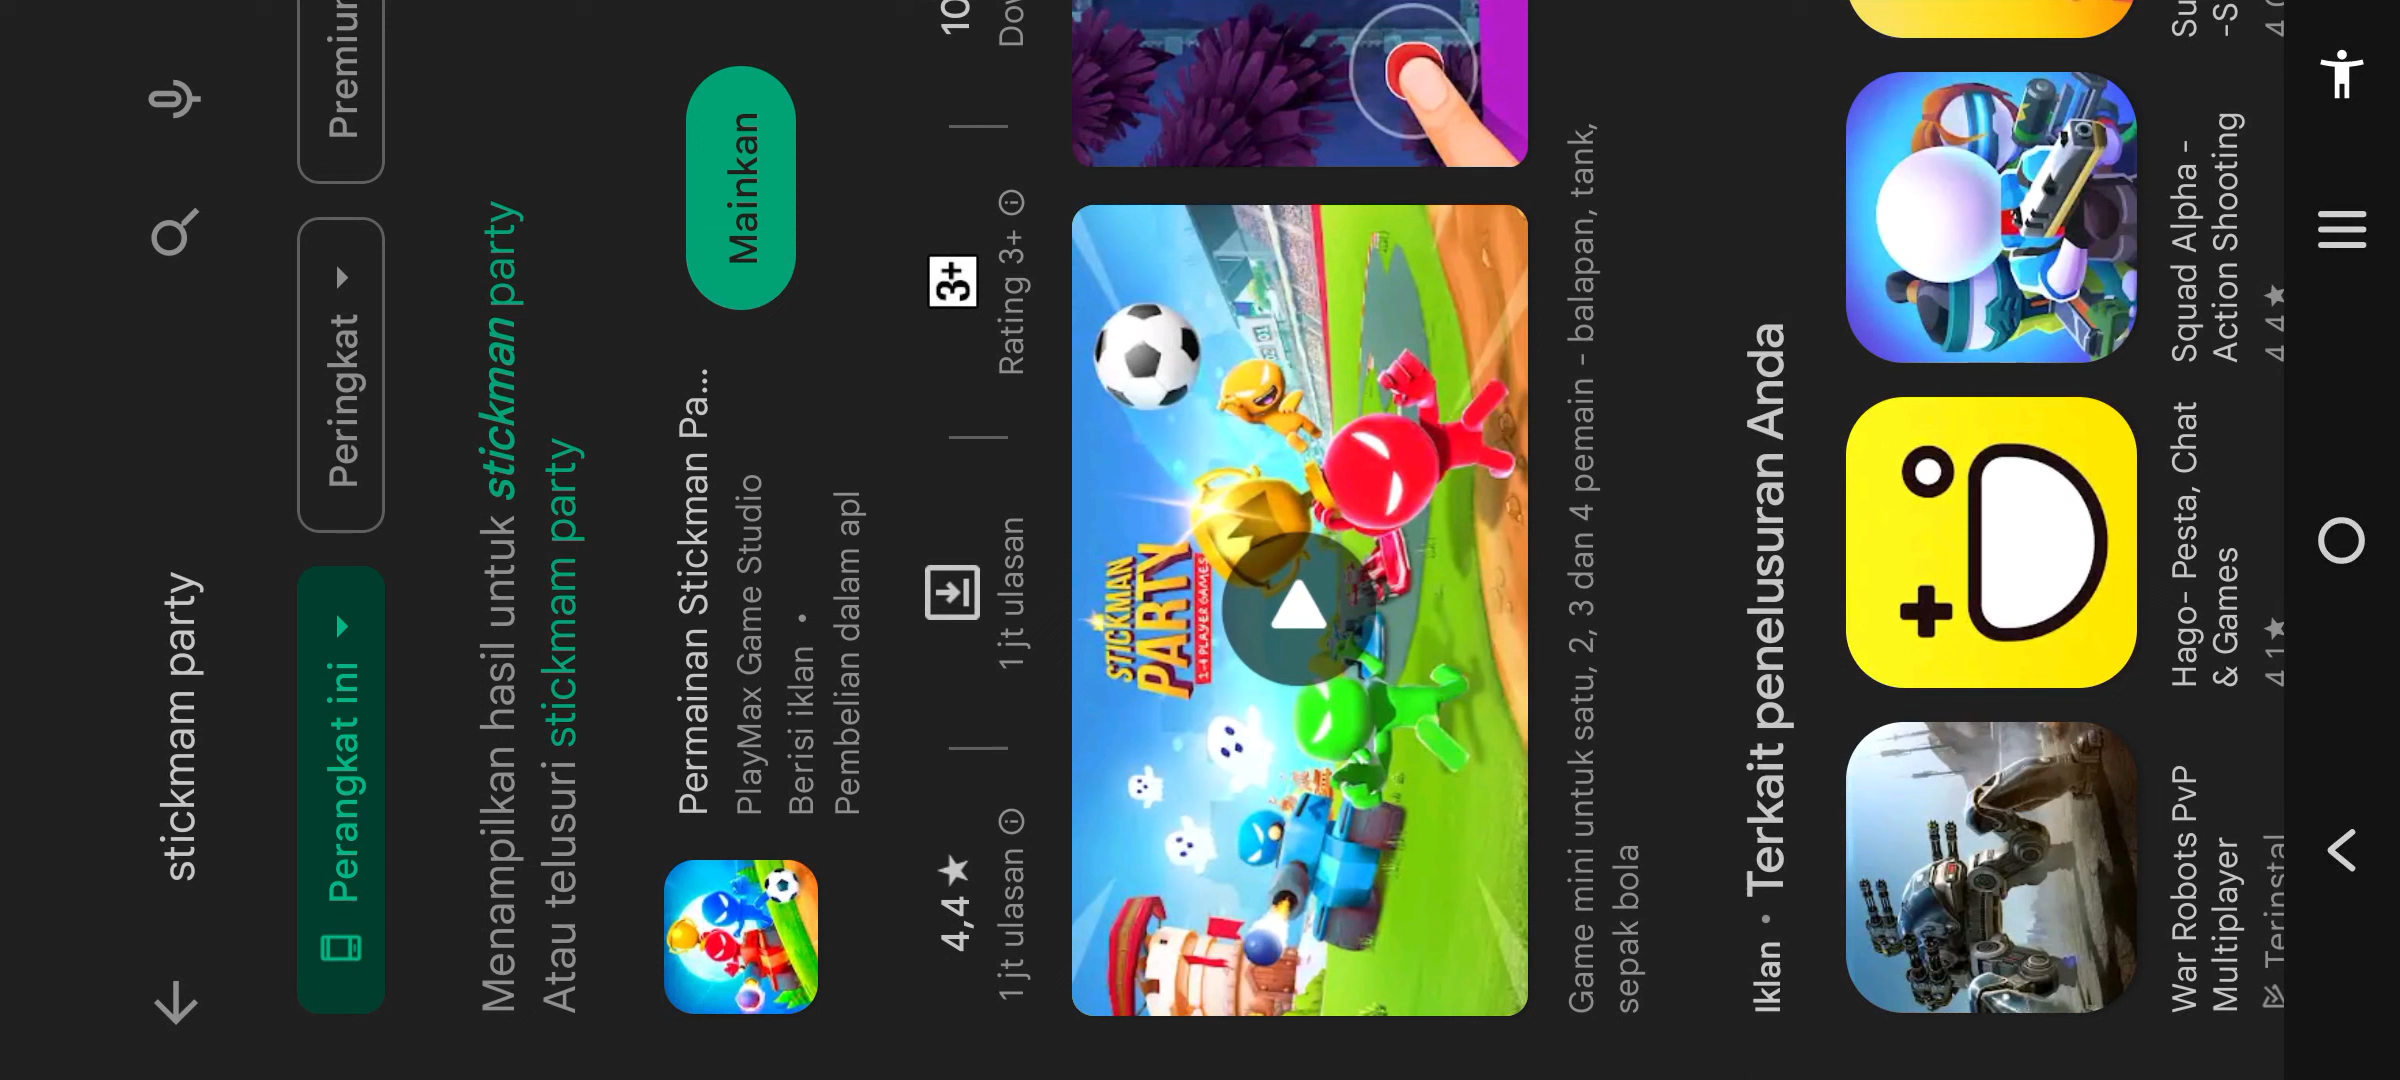 stickmam party
Perangkat ini
Peringkat
Premium
Menampilkan hasil untuk stickman party
Atau telusuri stickmam party
Permainan Stickman Pa...
PlayMax Game Studio
Berisi iklan •
Pembelian dalam apl
Mainkan
4,4 ★
1 jt ulasan
1 jt ulasan
3+
Rating 3+
10
STICKMAN
PARTY
1-4 PLAYER GAMES
Game mini untuk satu, 2, 3 dan 4 pemain - balapan, tank,
sepak bola
Iklan • Terkait penelusuran Anda
War Robots PvP
Multiplayer
Terinstal
Hago- Pesta, Chat
& Games
4,1 ★
Squad Alpha -
Action Shooting
4,4 ★